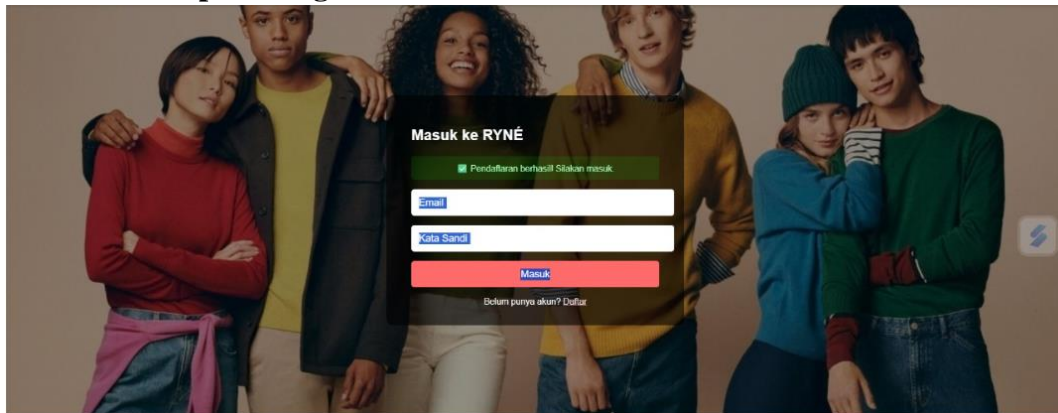 Masuk ke RYNÉ
✅ Pendaftaran berhasil! Silakan masuk.
Email
Kata Sandi
Masuk
Belum punya akun? Daftar